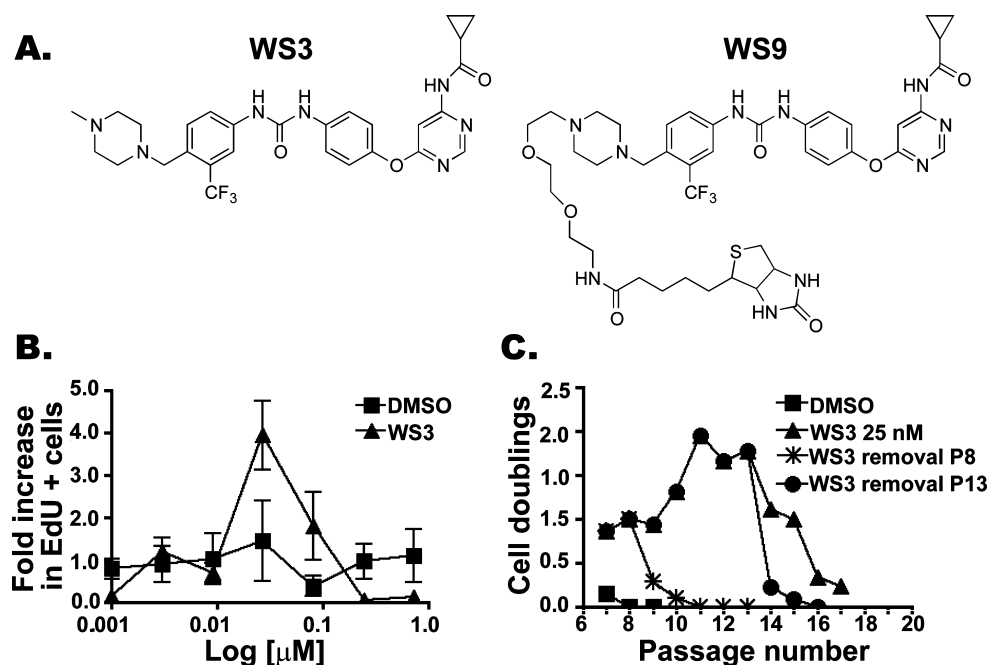 A.
WS3
WS9
O
HN
N
N
O
H
N
H
N
O
N
N
CF3
O
HN
N
N
O
H
N
H
N
O
N
N
CF3
O
O
HN
O
S
NH
HN
O
B.
5.0
4.0
3.0
2.0
1.0
0.0
Fold increase
in EdU + cells
DMSO
WS3
0.001
0.01
0.1
1.0
Log [µM]
C.
2.5
2.0
1.0
1.5
0.5
0.0
Cell doublings
DMSO
WS3 25 nM
WS3 removal P8
WS3 removal P13
6 8 10 12 14 16 18 20
Passage number